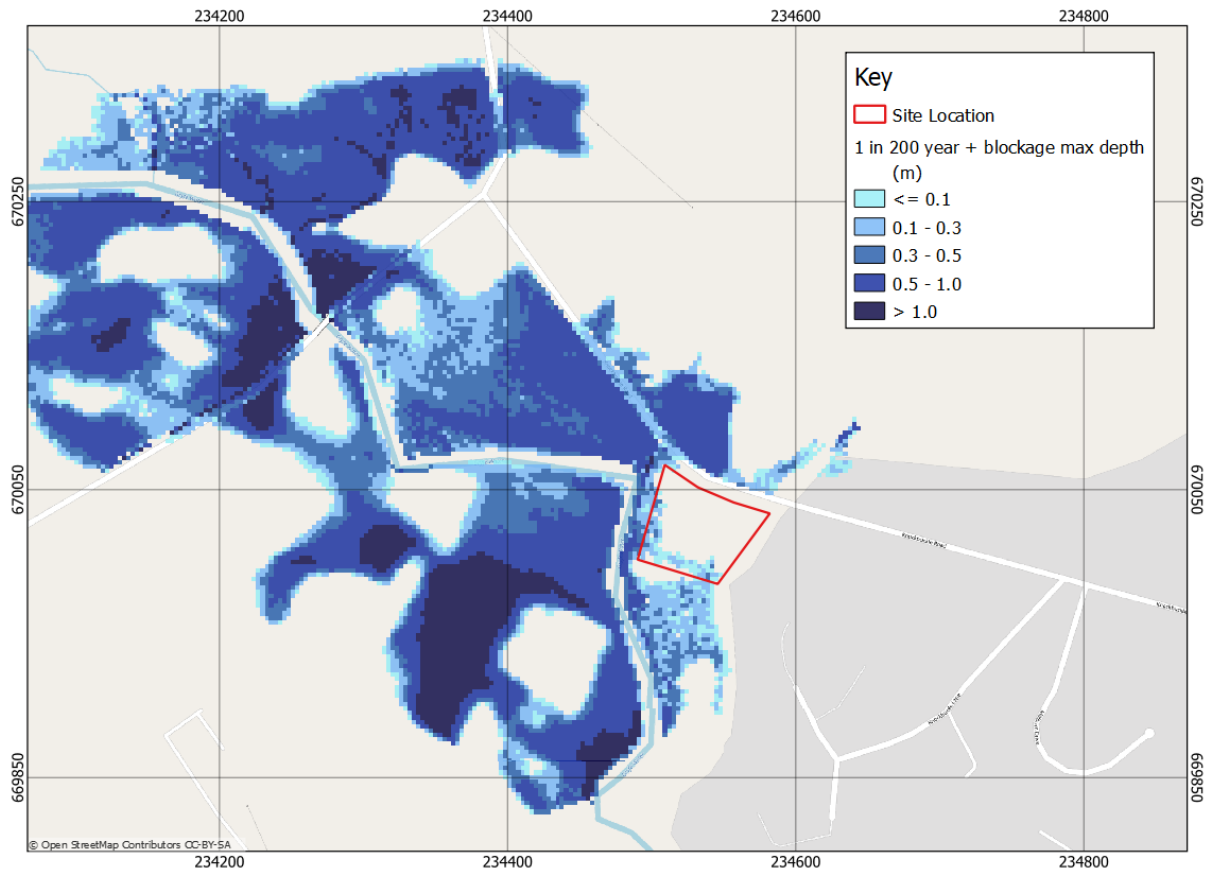 234200
234400
234600
234800
Key
Site Location
1 in 200 year + blockage max depth
(m)
<= 0.1
0.1 - 0.3
0.3 - 0.5
0.5 - 1.0
> 1.0
670250
670250
670050
670050
669850
669850
© OpenStreetMap Contributors CC-BY-SA
234200
234400
234600
234800